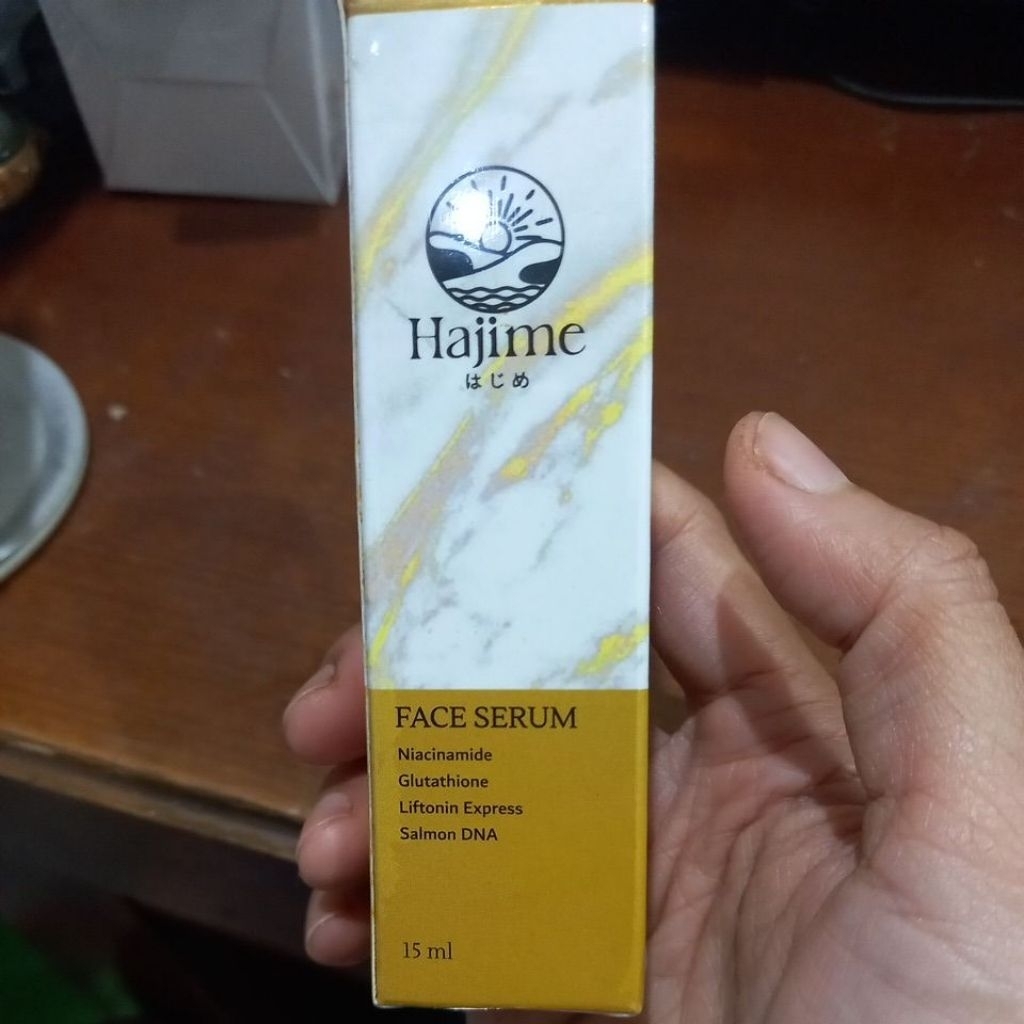 Hajime
はじめ
FACE SERUM
Niacinamide
Glutathione
Liftonin Express
Salmon DNA
15 ml